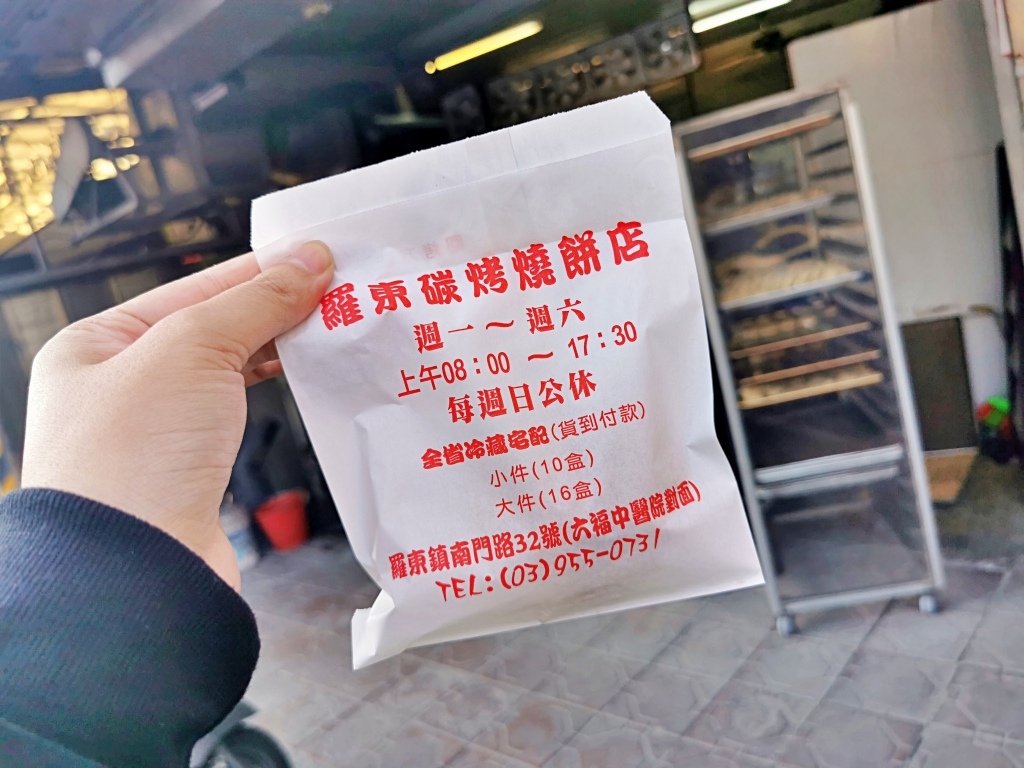 羅東碳烤燒餅店
週一～週六
上午08：00 ～ 17：30
每週日公休
全省冷藏宅配(貨到付款)
小件(10盒)
大件(16盒)
羅東鎮南門路32號(六福中醫院對面)
TEL:(03)955-0731